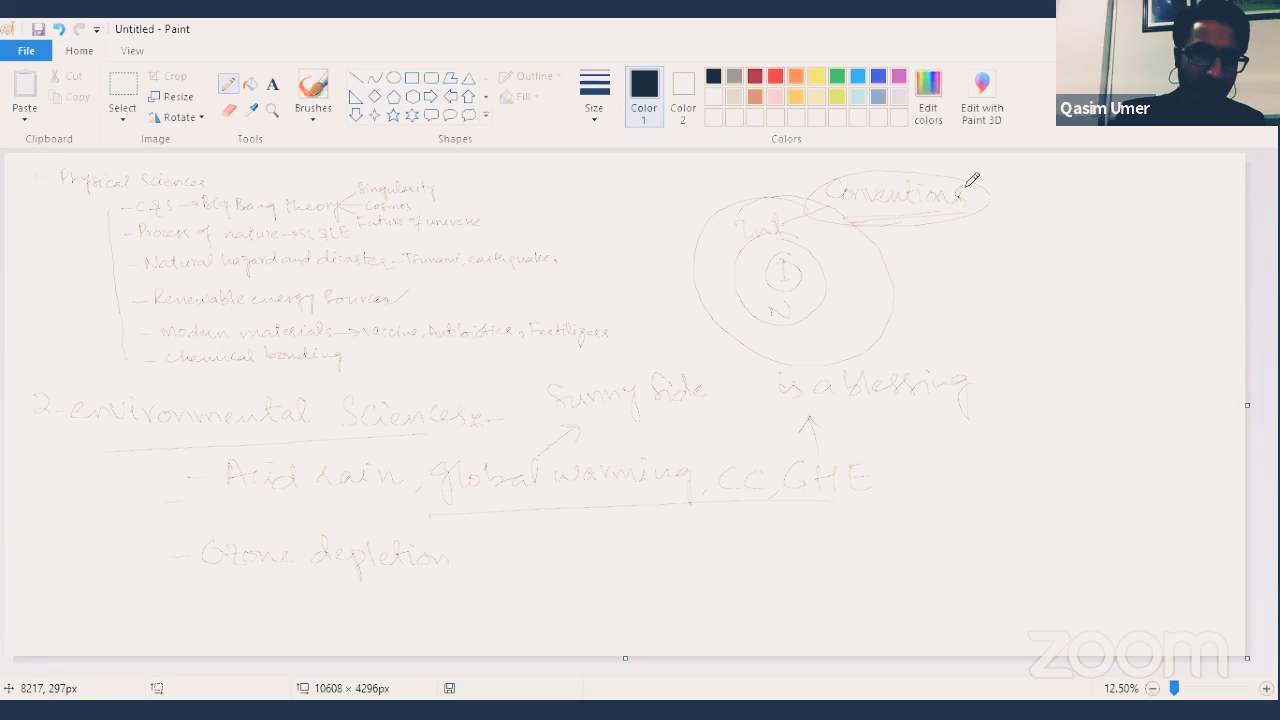 Untitled - Paint
File Home View
Paste Cut Copy Select Crop Resize Rotate Brushes Outline Fill Size Color 1 Color 2 Edit colors Edit with Paint 3D
Clipboard Image Tools Shapes Colors
Qasim Umer
1- Physical Sciences
- C&S → Big Bang theory
Singularity
Cosmos
Future of universe
- Process of nature → SL&LE
- Natural hazard and disaster - Tsunami, earthquake,
- Renewable energy Sources
- Modern materials → vaccine, Antibiotics, Fertilizers
- Chemical bonding
Conventions
Int
I
N
2- environmental Sciences:-
Sunny Side
is a blessing
- Acid rain, global warming, CC, GHE
-
- Ozone depletion
zoom
8217, 297px 10608 × 4296px 12.50%